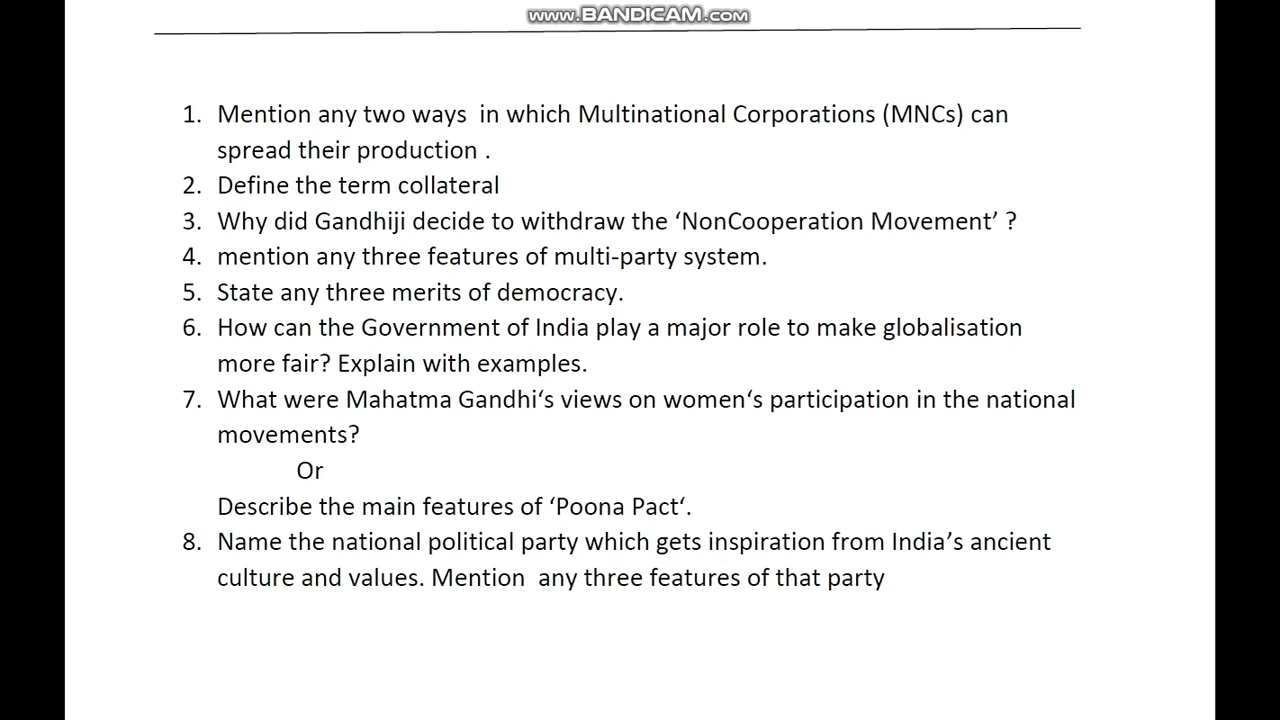 www.BANDICAM.com
1. Mention any two ways in which Multinational Corporations (MNCs) can
spread their production .
2. Define the term collateral
3. Why did Gandhiji decide to withdraw the ‘NonCooperation Movement’ ?
4. mention any three features of multi-party system.
5. State any three merits of democracy.
6. How can the Government of India play a major role to make globalisation
more fair? Explain with examples.
7. What were Mahatma Gandhi‘s views on women‘s participation in the national
movements?
Or
Describe the main features of ‘Poona Pact‘.
8. Name the national political party which gets inspiration from India’s ancient
culture and values. Mention any three features of that party